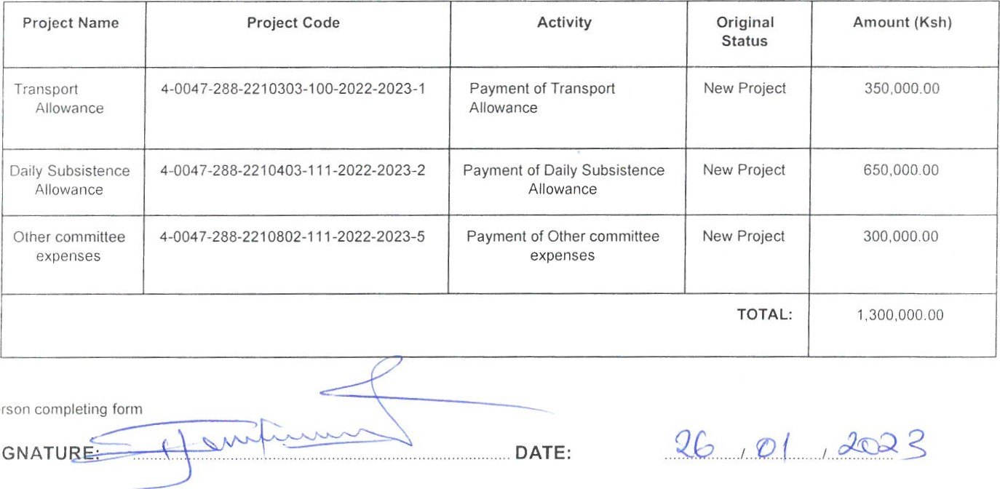 Project Name Project Code Activity Original Status Amount (Ksh)
Transport Allowance 4-0047-288-2210303-100-2022-2023-1 Payment of Transport Allowance New Project 350,000.00
Daily Subsistence Allowance 4-0047-288-2210403-111-2022-2023-2 Payment of Daily Subsistence Allowance New Project 650,000.00
Other committee expenses 4-0047-288-2210802-111-2022-2023-5 Payment of Other committee expenses New Project 300,000.00
TOTAL: 1,300,000.00
rson completing form
GNATURE: DATE: 26 / 01 / 2023